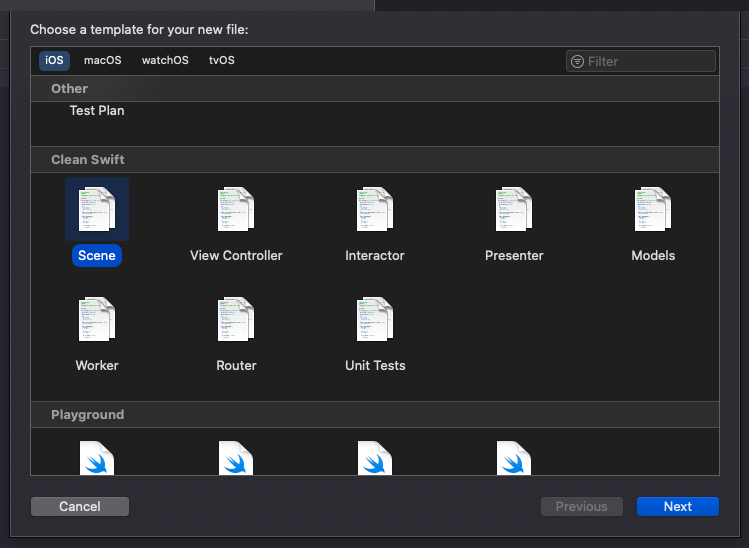 Choose a template for your new file:
iOS macOS watchOS tvOS Filter
Other
Test Plan
Clean Swift
Scene View Controller Interactor Presenter Models
Worker Router Unit Tests
Playground
Cancel Previous Next